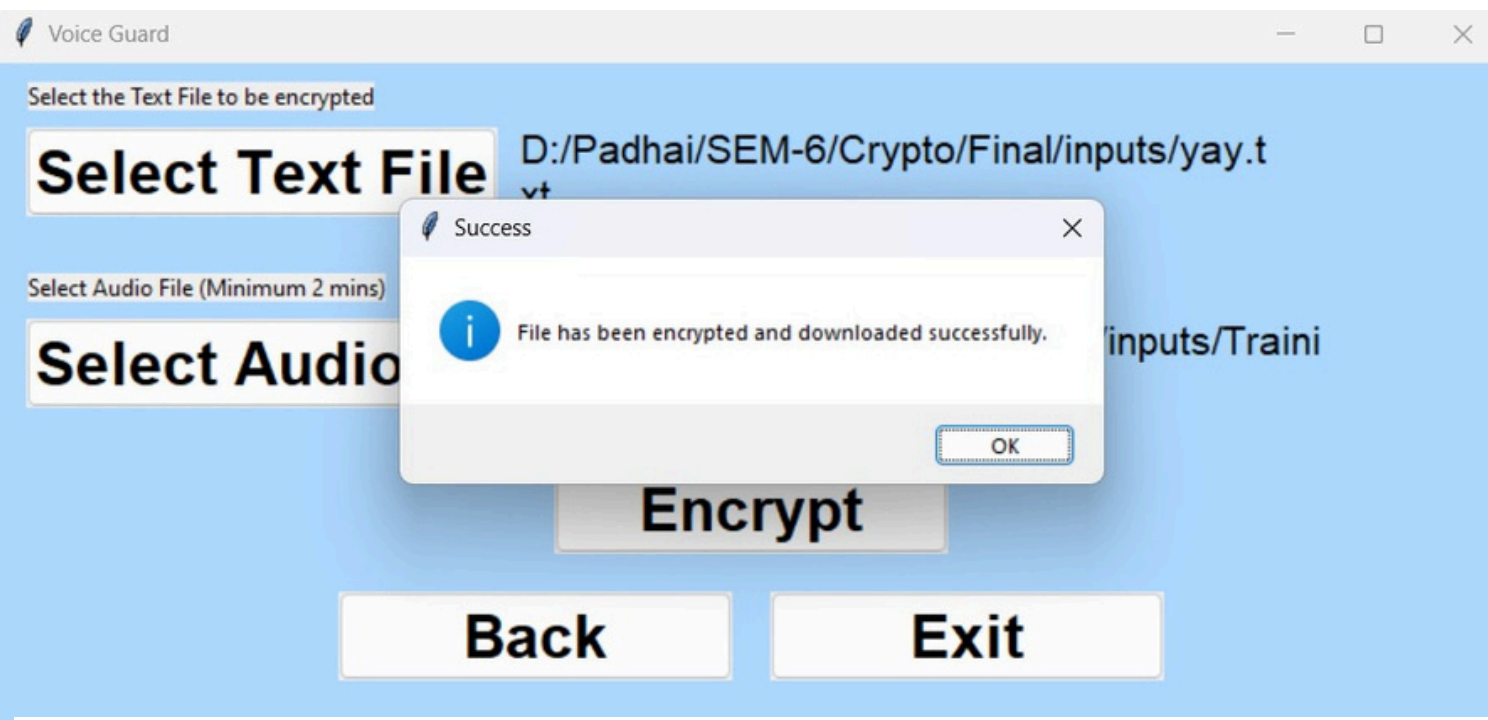 Voice Guard
Select the Text File to be encrypted
Select Text File
D:/Padhai/SEM-6/Crypto/Final/inputs/yay.t
xt
Success
Select Audio File (Minimum 2 mins)
File has been encrypted and downloaded successfully.
Select Audio
/inputs/Traini
OK
Encrypt
Back
Exit